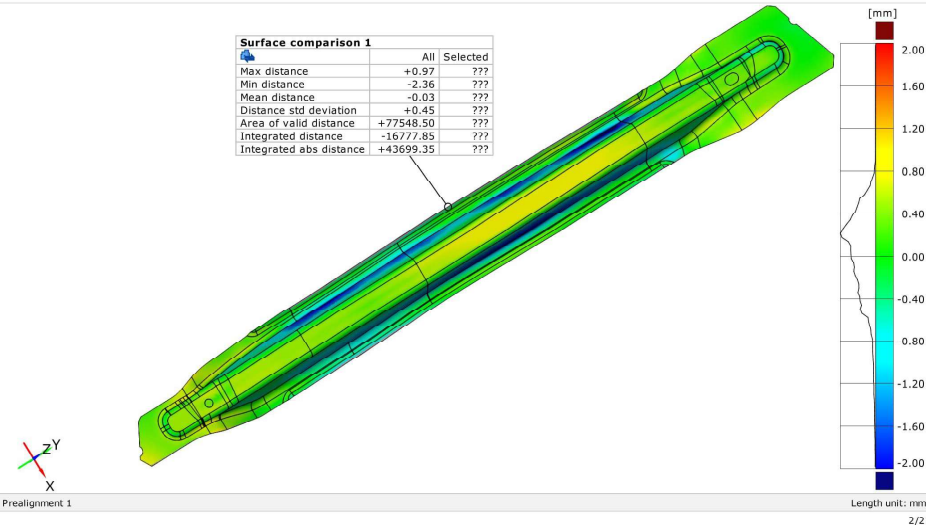 Surface comparison 1
All Selected
Max distance +0.97 ???
Min distance -2.36 ???
Mean distance -0.03 ???
Distance std deviation +0.45 ???
Area of valid distance +77548.50 ???
Integrated distance -16777.85 ???
Integrated abs distance +43699.35 ???
[mm]
2.00
1.60
1.20
0.80
0.40
0.00
-0.40
0.80
-1.20
-1.60
-2.00
Z Y
X
Prealignment 1 Length unit: mm
2/2